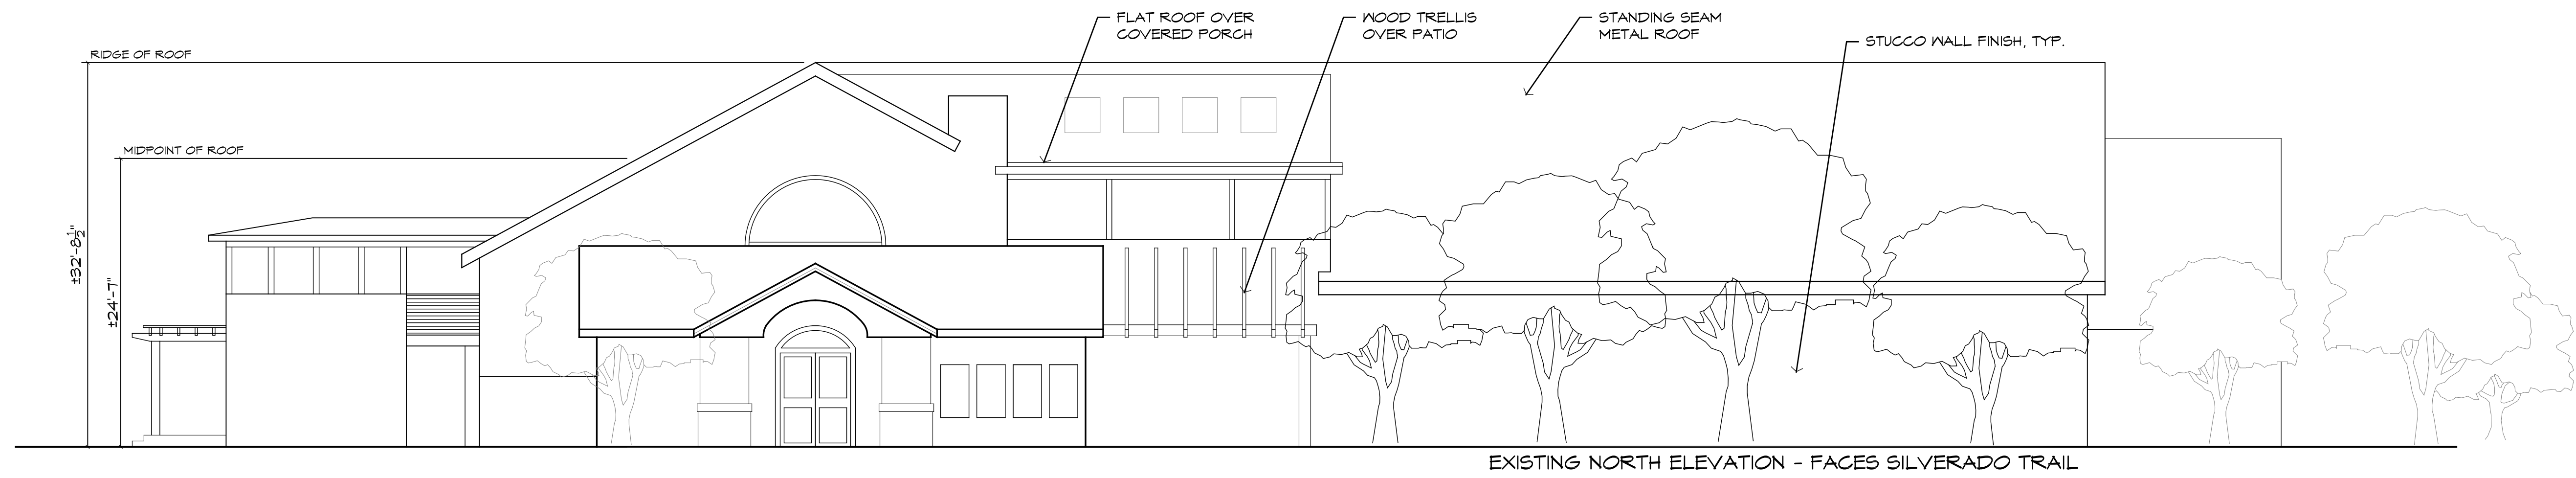 FLAT ROOF OVER
COVERED PORCH
WOOD TRELLIS
OVER PATIO
STANDING SEAM
METAL ROOF
STUCCO WALL FINISH, TYP.
RIDGE OF ROOF
MIDPOINT OF ROOF
±32'-8½"
±24'-7"
EXISTING NORTH ELEVATION - FACES SILVERADO TRAIL